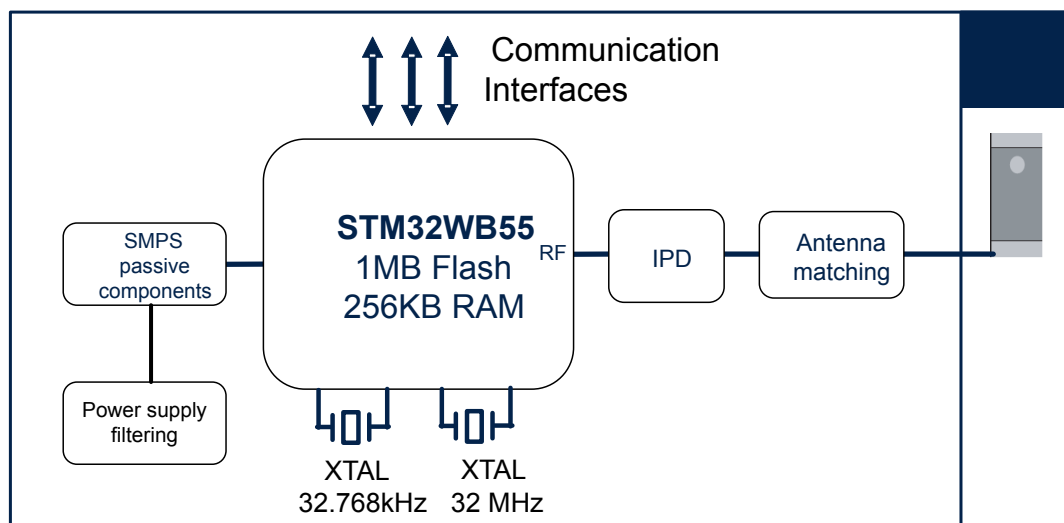 Communication
Interfaces
STM32WB55
1MB Flash
256KB RAM
RF
SMPS
passive
components
IPD
Antenna
matching
Power supply
filtering
XTAL
32.768kHz
XTAL
32 MHz